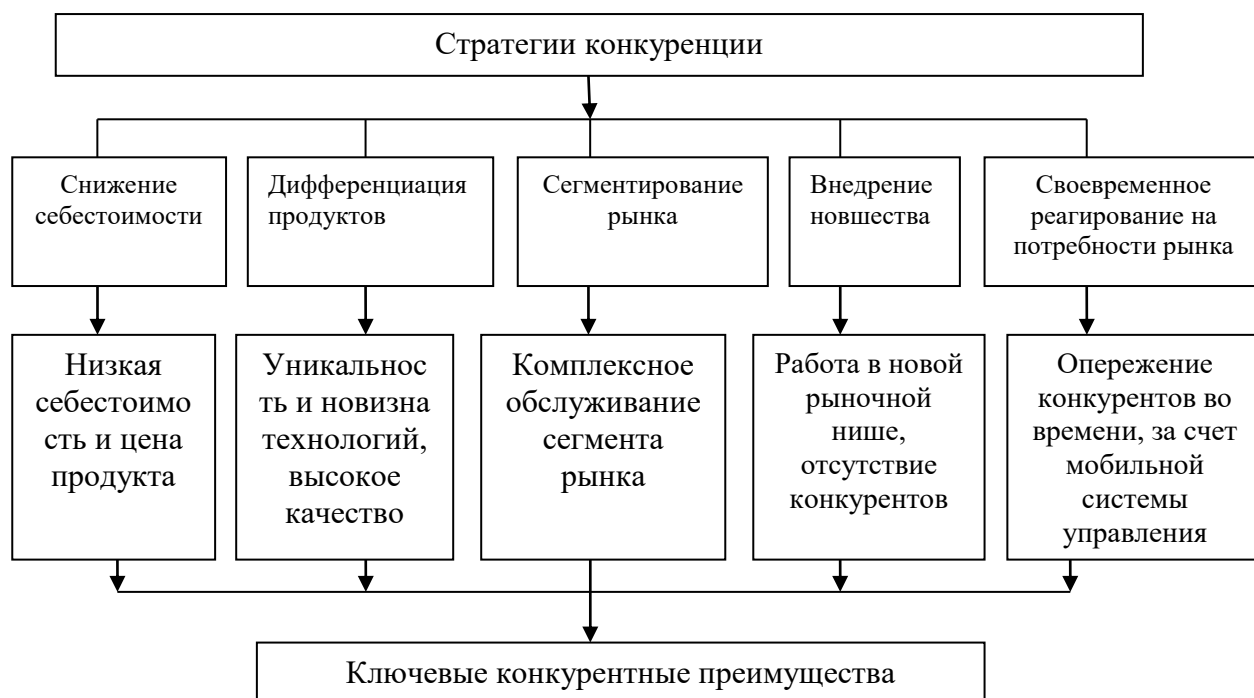 Стратегии конкуренции
Снижение
себестоимости
Дифференциация
продуктов
Сегментирование
рынка
Внедрение
новшества
Своевременное
реагирование на
потребности рынка
Низкая
себестоимо
сть и цена
продукта
Уникальнос
ть и новизна
технологий,
высокое
качество
Комплексное
обслуживание
сегмента
рынка
Работа в новой
рыночной
нише,
отсутствие
конкурентов
Опережение
конкурентов во
времени, за счет
мобильной
системы
управления
Ключевые конкурентные преимущества